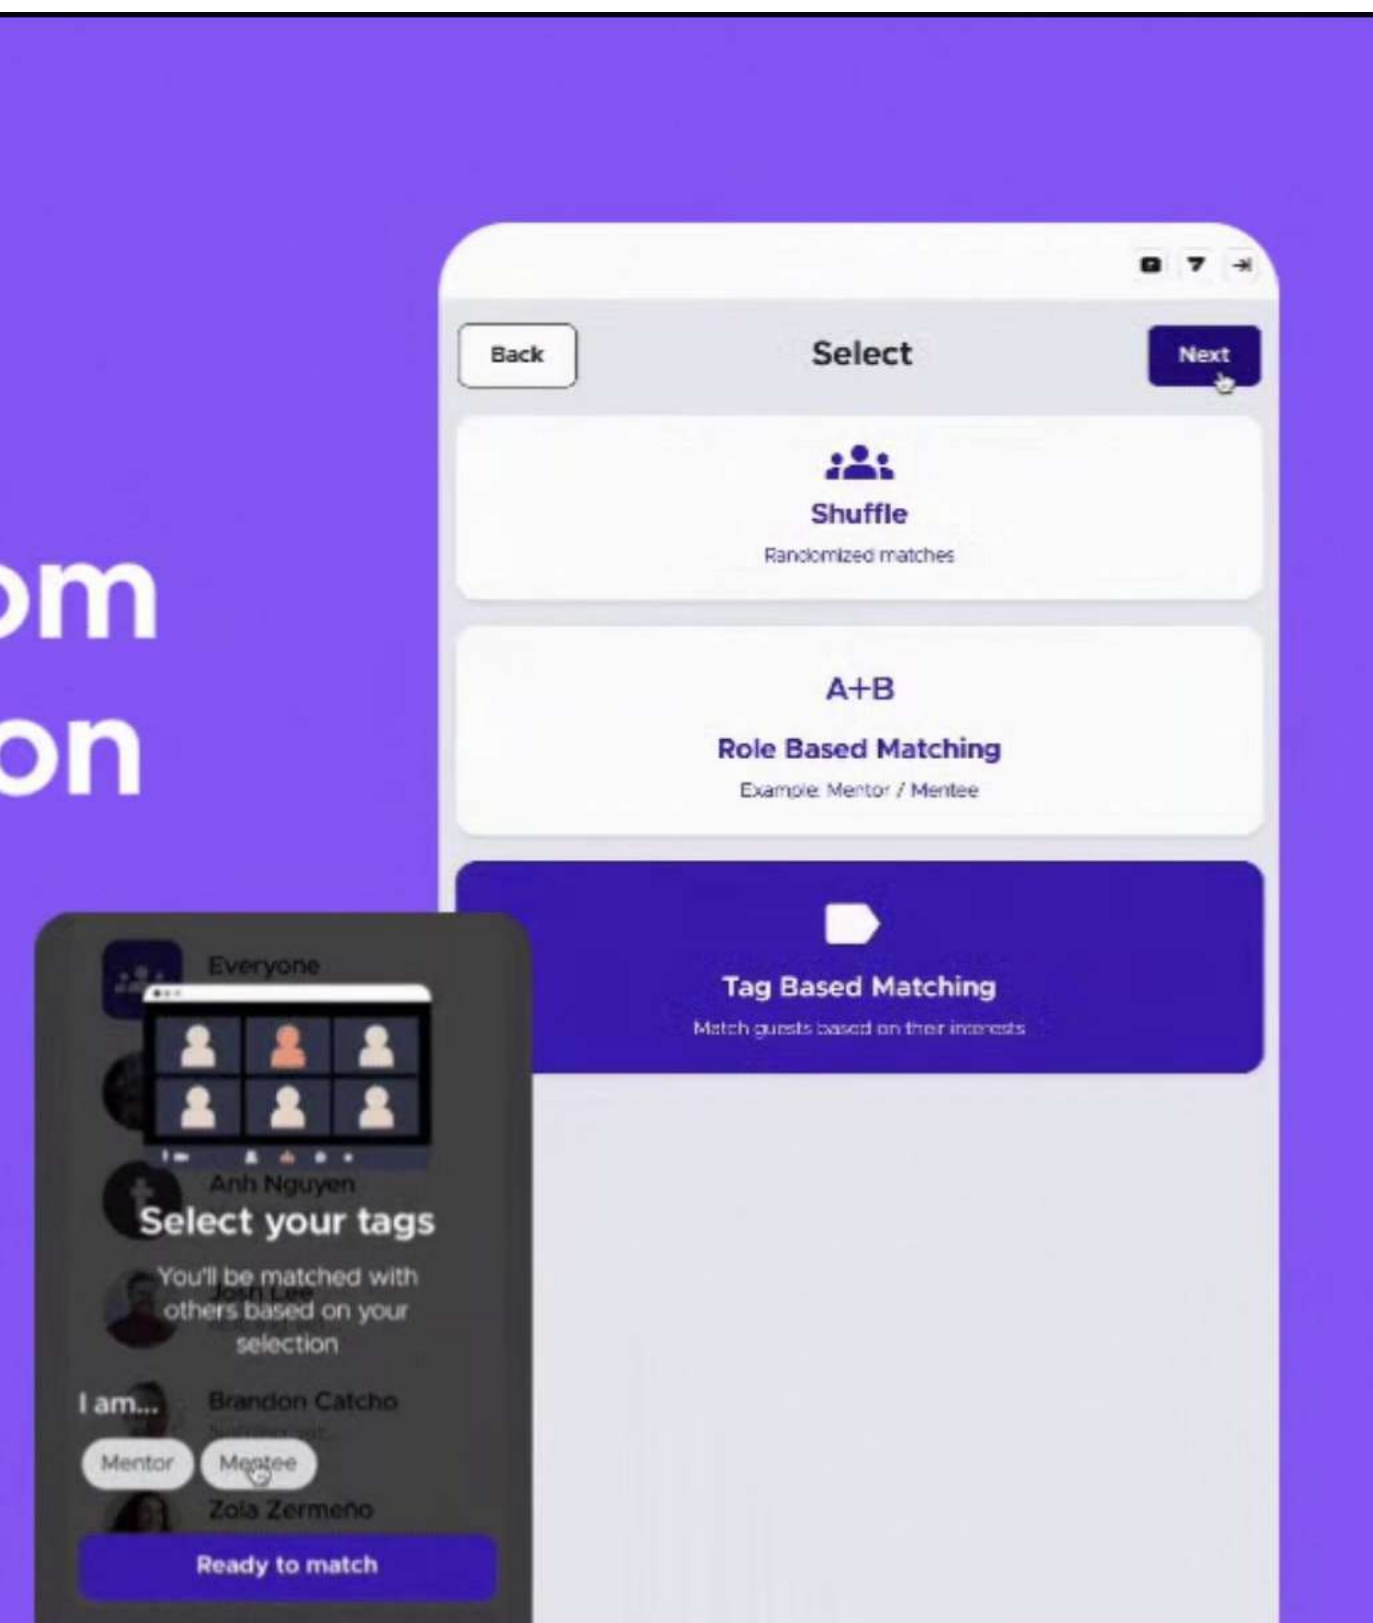 om
on
Back
Select
Next
Shuffle
Randomized matches
A+B
Role Based Matching
Example: Mentor / Mentee
Tag Based Matching
Match guests based on their interests
Everyone
Anh Nguyen
Select your tags
You'll be matched with
Josh Lee
others based on your
selection
I am...
Brandon Catcho
Mentor
Mentee
Zola Zermeño
Ready to match